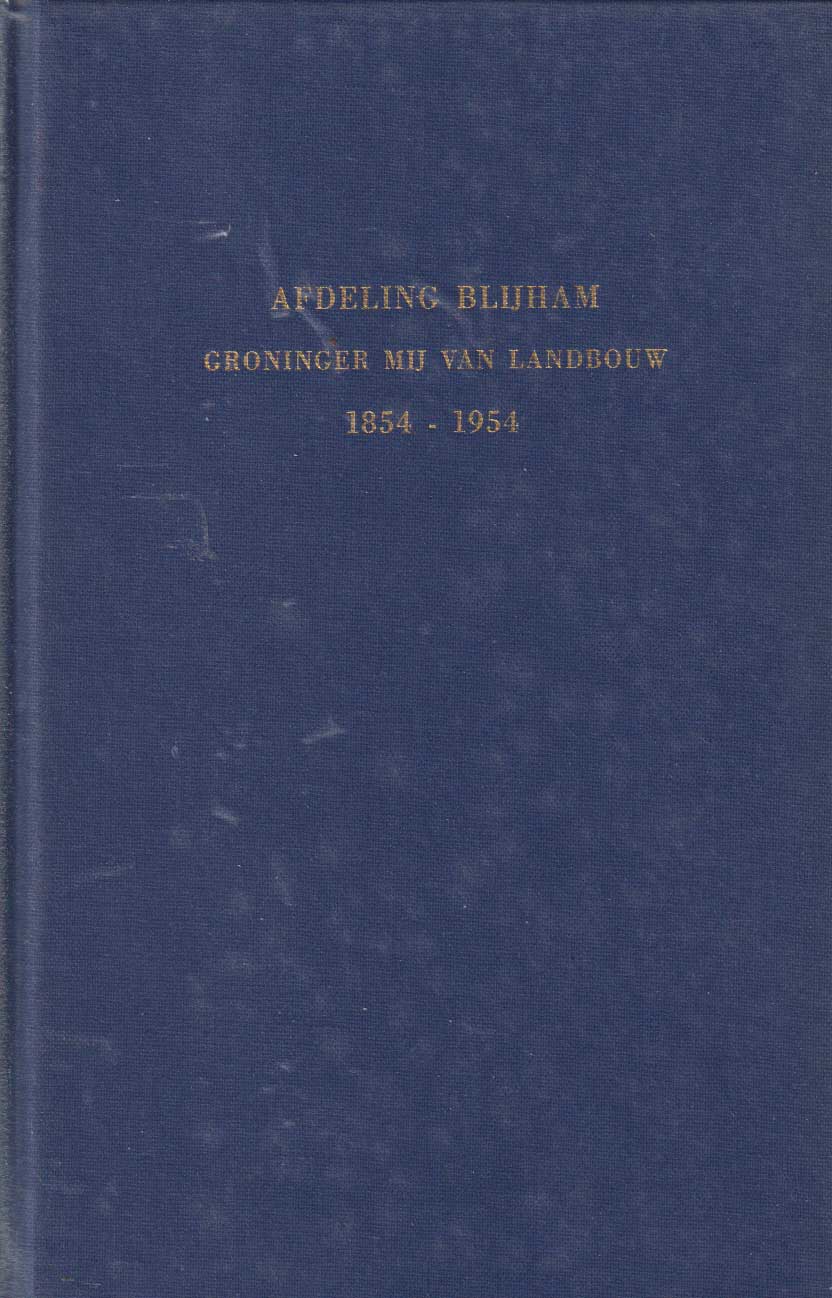 AFDELING BLIJHAM
GRONINGER MIJ VAN LANDBOUW
1854 - 1954